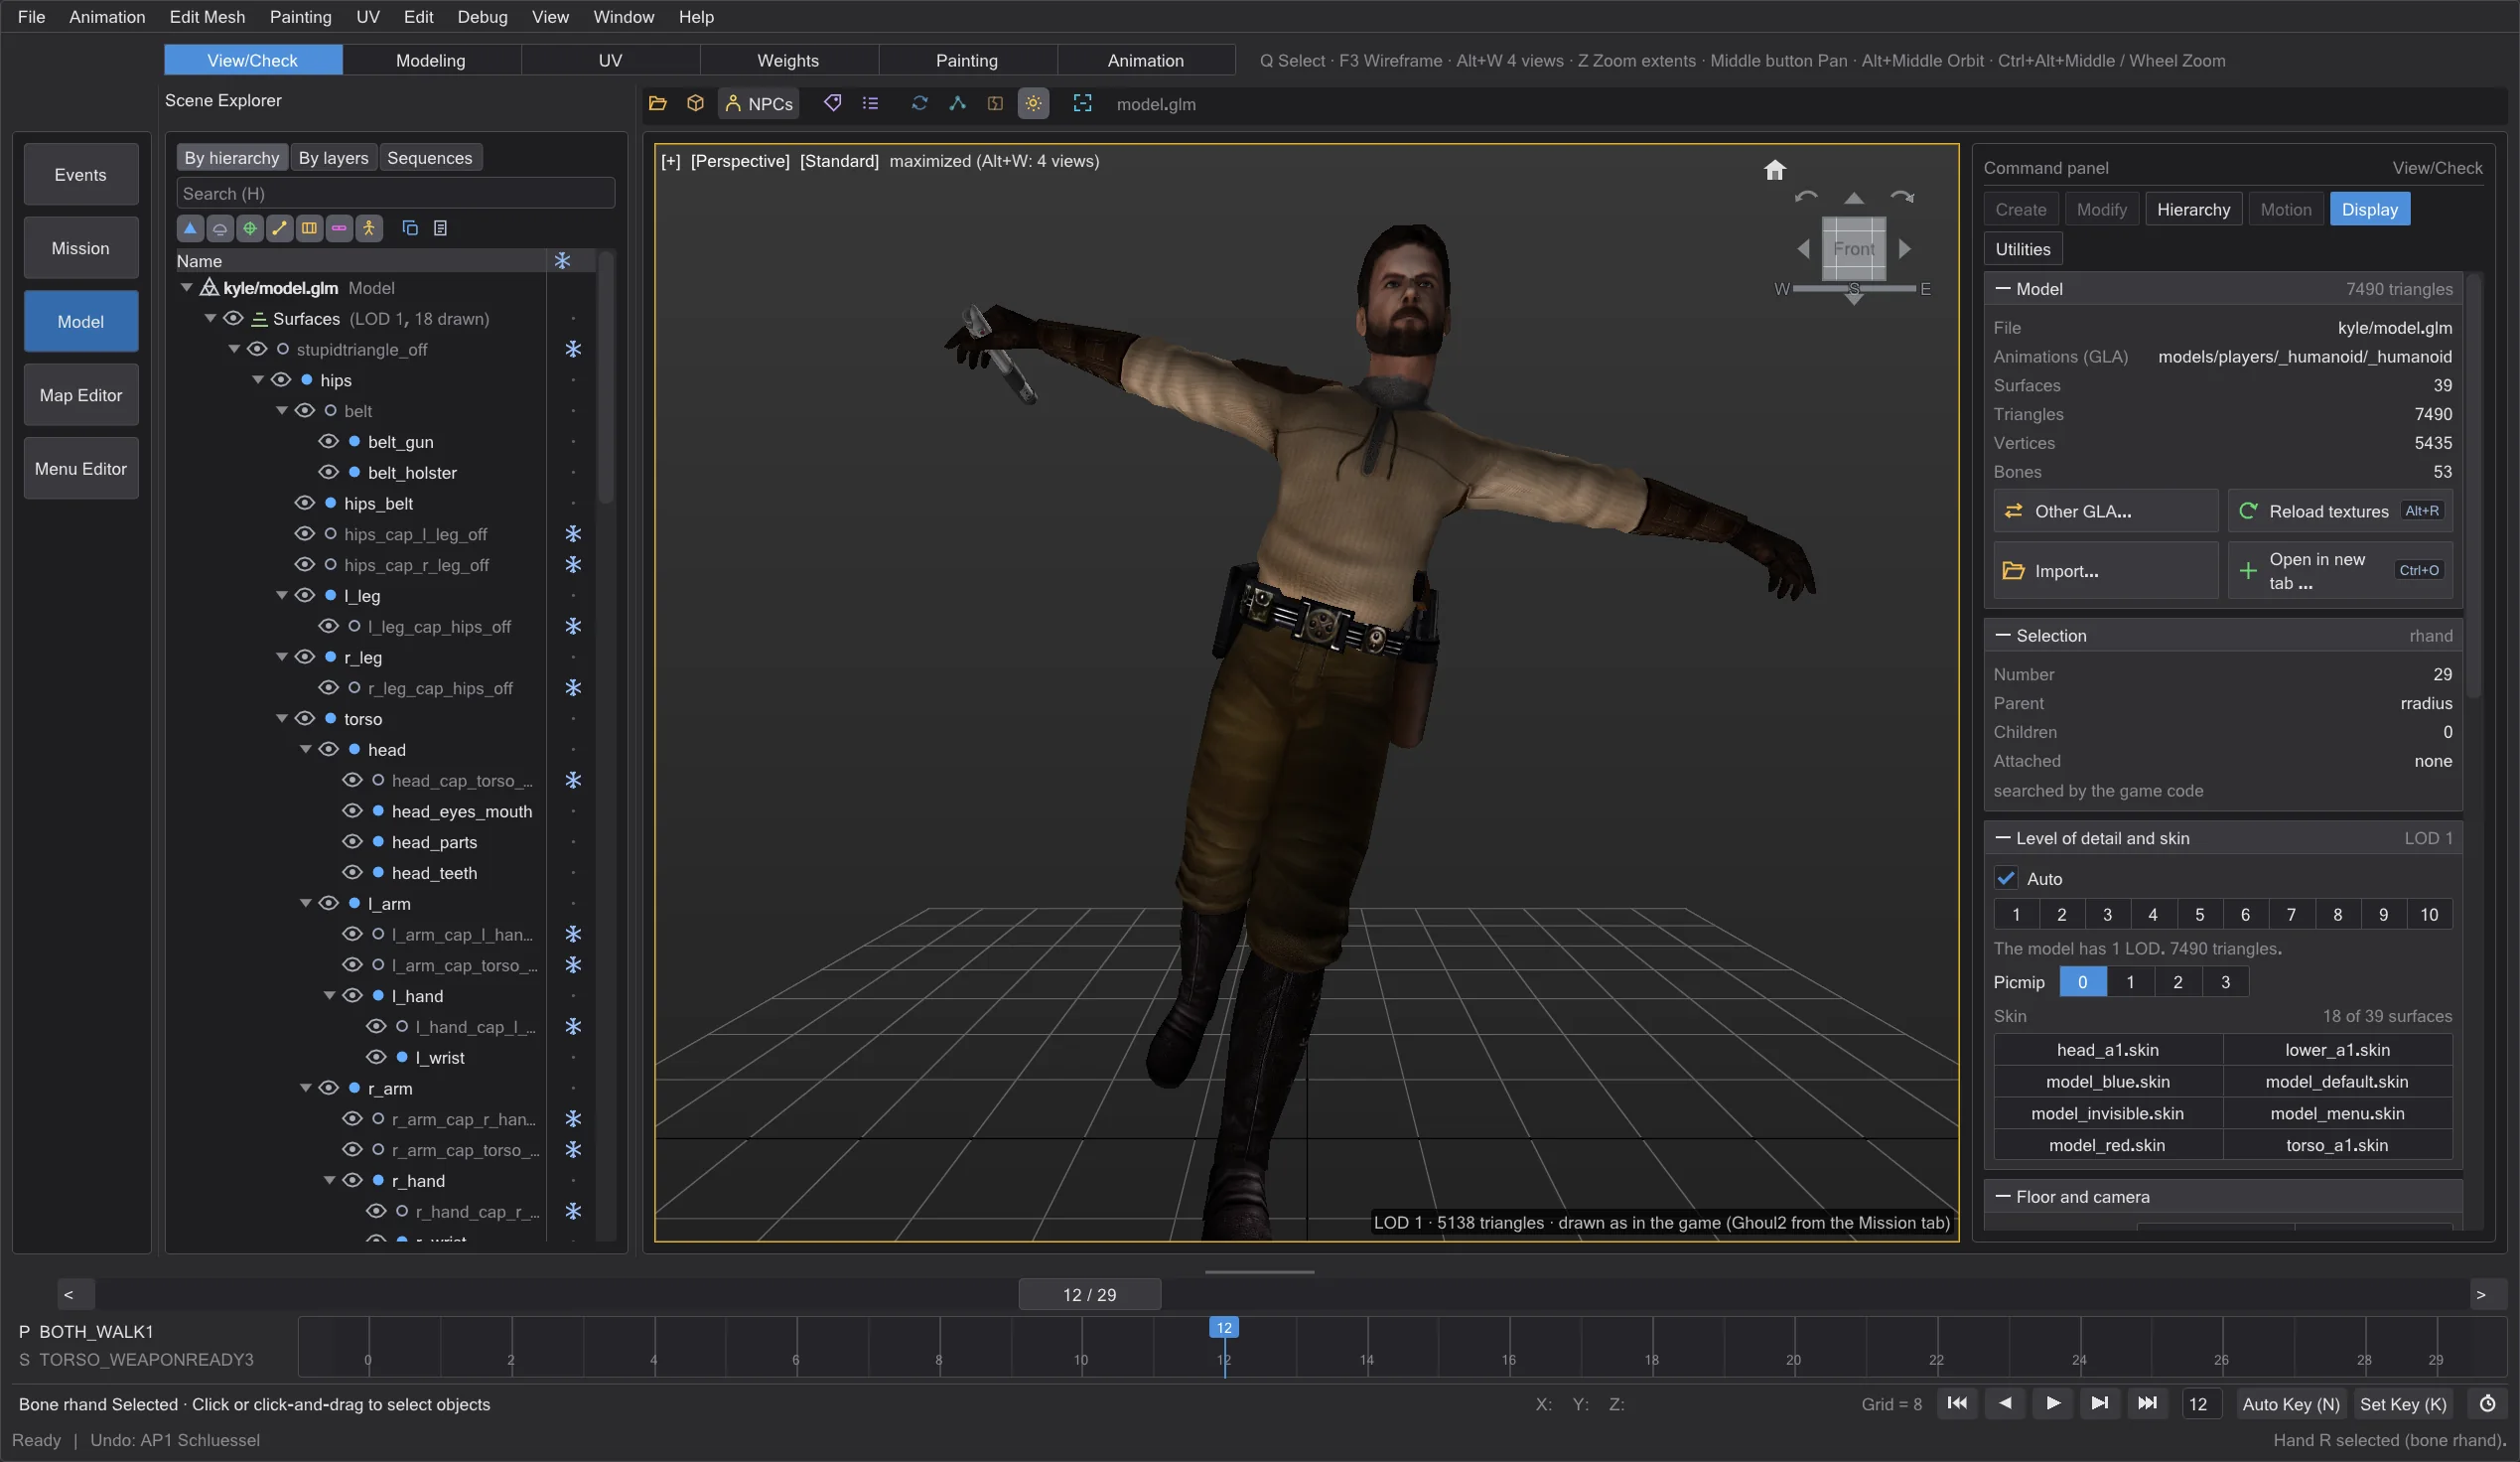 File Animation Edit Mesh Painting UV Edit Debug View Window Help
View/Check Modeling UV Weights Painting Animation Q Select · F3 Wireframe · Alt+W 4 views · Z Zoom extents · Middle button Pan · Alt+Middle Orbit · Ctrl+Alt+Middle / Wheel Zoom
Scene Explorer
NPCs model.glm
Events
Mission
Model
Map Editor
Menu Editor
By hierarchy By layers Sequences
Search (H)
Name
kyle/model.glm Model
Surfaces (LOD 1, 18 drawn)
stupidtriangle_off
hips
belt
belt_gun
belt_holster
hips_belt
hips_cap_l_leg_off
hips_cap_r_leg_off
l_leg
l_leg_cap_hips_off
r_leg
r_leg_cap_hips_off
torso
head
head_cap_torso_...
head_eyes_mouth
head_parts
head_teeth
l_arm
l_arm_cap_l_han...
l_arm_cap_torso_...
l_hand
l_hand_cap_l_...
l_wrist
r_arm
r_arm_cap_r_han...
r_arm_cap_torso_...
r_hand
r_hand_cap_r_...
r_wrist
[+] [Perspective] [Standard] maximized (Alt+W: 4 views)
Front
W S E
LOD 1 · 5138 triangles · drawn as in the game (Ghoul2 from the Mission tab)
Command panel View/Check
Create Modify Hierarchy Motion Display
Utilities
Model 7490 triangles
File kyle/model.glm
Animations (GLA) models/players/_humanoid/_humanoid
Surfaces 39
Triangles 7490
Vertices 5435
Bones 53
Other GLA... Reload textures Alt+R
Import... Open in new tab ... Ctrl+O
Selection rhand
Number 29
Parent rradius
Children 0
Attached none
searched by the game code
Level of detail and skin LOD 1
Auto
1 2 3 4 5 6 7 8 9 10
The model has 1 LOD. 7490 triangles.
Picmip 0 1 2 3
Skin 18 of 39 surfaces
head_a1.skin lower_a1.skin
model_blue.skin model_default.skin
model_invisible.skin model_menu.skin
model_red.skin torso_a1.skin
Floor and camera
< 12 / 29 >
P BOTH_WALK1 12
S TORSO_WEAPONREADY3 0 2 4 6 8 10 12 14 16 18 20 22 24 26 28 29
Bone rhand Selected · Click or click-and-drag to select objects X: Y: Z: Grid = 8 12 Auto Key (N) Set Key (K)
Ready | Undo: AP1 Schluessel Hand R selected (bone rhand).